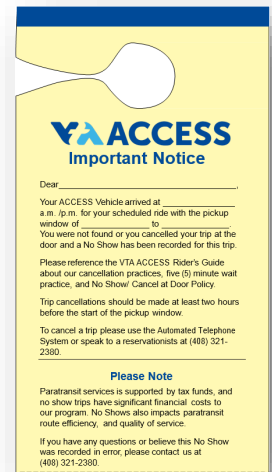 VTA ACCESS
Important Notice
Dear____________________________________,
Your ACCESS Vehicle arrived at ______________
a.m. /p.m. for your scheduled ride with the pickup
window of ____________ to ____________.
You were not found or you cancelled your trip at the
door and a No Show has been recorded for this trip.
Please reference the VTA ACCESS Rider's Guide
about our cancellation practices, five (5) minute wait
practice, and No Show/ Cancel at Door Policy.
Trip cancellations should be made at least two hours
before the start of the pickup window.
To cancel a trip please use the Automated Telephone
System or speak to a reservationists at (408) 321-
2380.
Please Note
Paratransit services is supported by tax funds, and
no show trips have significant financial costs to
our program. No Shows also impacts paratransit
route efficiency, and quality of service.
If you have any questions or believe this No Show
was recorded in error, please contact us at
(408) 321-2380.